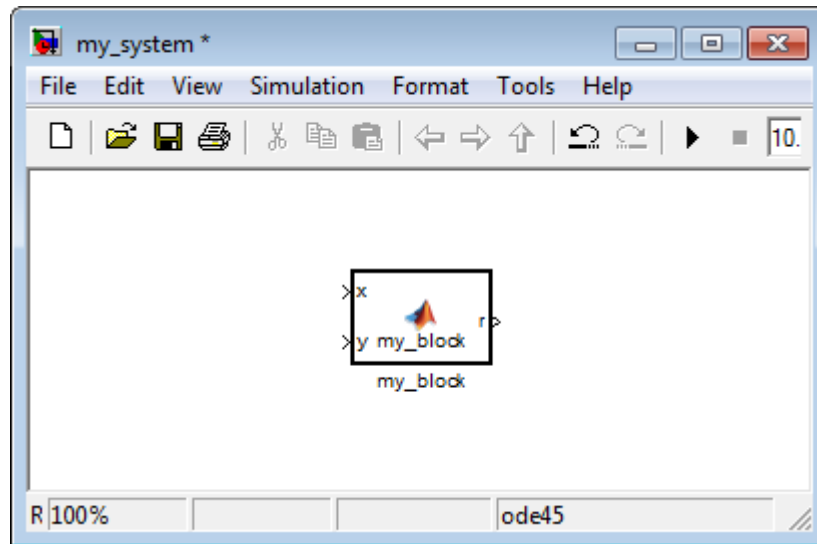 my_system *
File Edit View Simulation Format Tools Help
10.
x
r
y my_block
my_block
R 100% ode45